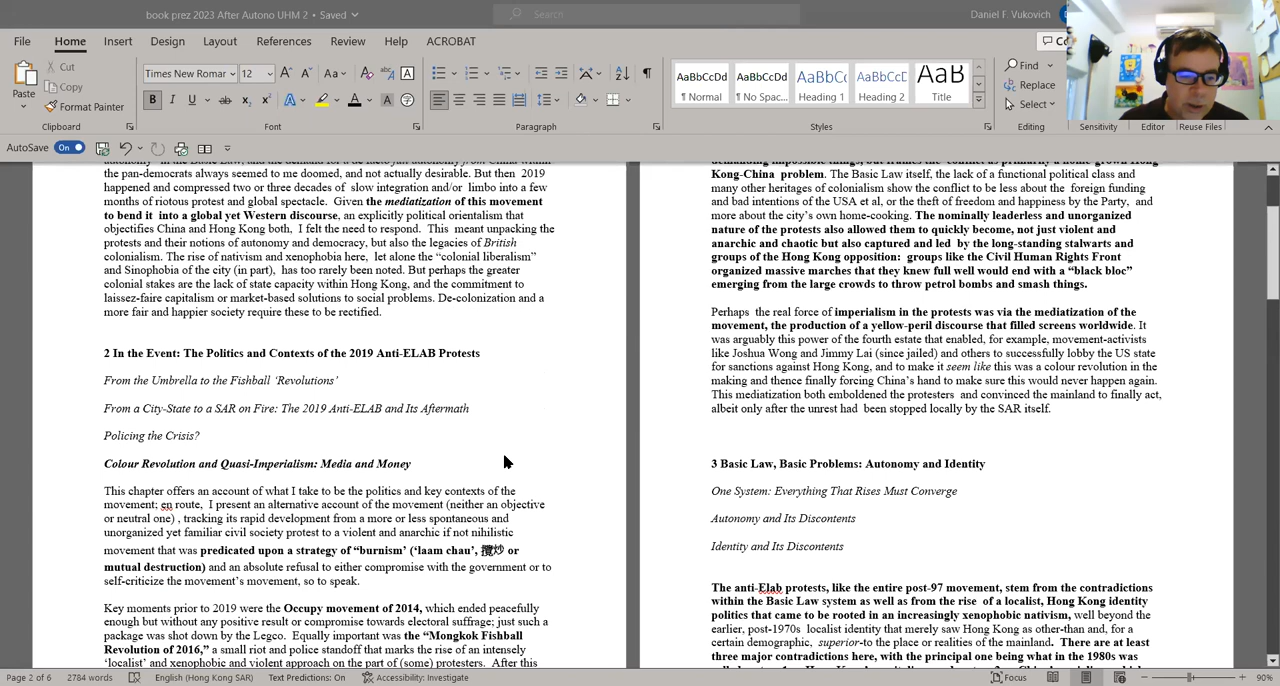 book prez 2023 After Autono UHM 2 • Saved
Search
Daniel F. Vukovich
File Home Insert Design Layout References Review Help ACROBAT
Paste
Cut
Copy
Format Painter
Times New Romar 12
Aa
AaBbCcDd AaBbCcDd AaBbCc AaBbCcE AaB
¶ Normal ¶ No Spac... Heading 1 Heading 2 Title
Find
Replace
Select
Clipboard Font Paragraph Styles Editing Sensitivity Editor Reuse Files
AutoSave On
the pan-democrats always seemed to me doomed, and not actually desirable. But then 2019
happened and compressed two or three decades of slow integration and/or limbo into a few
months of riotous protest and global spectacle. Given the mediatization of this movement
to bend it into a global yet Western discourse, an explicitly political orientalism that
objectifies China and Hong Kong both, I felt the need to respond. This meant unpacking the
protests and their notions of autonomy and democracy, but also the legacies of British
colonialism. The rise of nativism and xenophobia here, let alone the “colonial liberalism”
and Sinophobia of the city (in part), has too rarely been noted. But perhaps the greater
colonial stakes are the lack of state capacity within Hong Kong, and the commitment to
laissez-faire capitalism or market-based solutions to social problems. De-colonization and a
more fair and happier society require these to be rectified.
2 In the Event: The Politics and Contexts of the 2019 Anti-ELAB Protests
From the Umbrella to the Fishball ‘Revolutions’
From a City-State to a SAR on Fire: The 2019 Anti-ELAB and Its Aftermath
Policing the Crisis?
Colour Revolution and Quasi-Imperialism: Media and Money
This chapter offers an account of what I take to be the politics and key contexts of the
movement; en route, I present an alternative account of the movement (neither an objective
or neutral one) , tracking its rapid development from a more or less spontaneous and
unorganized yet familiar civil society protest to a violent and anarchic if not nihilistic
movement that was predicated upon a strategy of “burnism’ (‘laam chau’, 攬炒 or
mutual destruction) and an absolute refusal to either compromise with the government or to
self-criticize the movement’s movement, so to speak.
Key moments prior to 2019 were the Occupy movement of 2014, which ended peacefully
enough but without any positive result or compromise towards electoral suffrage; just such a
package was shot down by the Legco. Equally important was the “Mongkok Fishball
Revolution of 2016,” a small riot and police standoff that marks the rise of an intensely
‘localist’ and xenophobic and violent approach on the part of (some) protesters. After this
Kong-China problem. The Basic Law itself, the lack of a functional political class and
many other heritages of colonialism show the conflict to be less about the foreign funding
and bad intentions of the USA et al, or the theft of freedom and happiness by the Party, and
more about the city’s own home-cooking. The nominally leaderless and unorganized
nature of the protests also allowed them to quickly become, not just violent and
anarchic and chaotic but also captured and led by the long-standing stalwarts and
groups of the Hong Kong opposition: groups like the Civil Human Rights Front
organized massive marches that they knew full well would end with a “black bloc”
emerging from the large crowds to throw petrol bombs and smash things.
Perhaps the real force of imperialism in the protests was via the mediatization of the
movement, the production of a yellow-peril discourse that filled screens worldwide. It
was arguably this power of the fourth estate that enabled, for example, movement-activists
like Joshua Wong and Jimmy Lai (since jailed) and others to successfully lobby the US state
for sanctions against Hong Kong, and to make it seem like this was a colour revolution in the
making and thence finally forcing China’s hand to make sure this would never happen again.
This mediatization both emboldened the protesters and convinced the mainland to finally act,
albeit only after the unrest had been stopped locally by the SAR itself.
3 Basic Law, Basic Problems: Autonomy and Identity
One System: Everything That Rises Must Converge
Autonomy and Its Discontents
Identity and Its Discontents
The anti-Elab protests, like the entire post-97 movement, stem from the contradictions
within the Basic Law system as well as from the rise of a localist, Hong Kong identity
politics that came to be rooted in an increasingly xenophobic nativism, well beyond the
earlier, post-1970s localist identity that merely saw Hong Kong as other-than and, for a
certain demographic, superior-to the place or realities of the mainland. There are at least
three major contradictions here, with the principal one being what in the 1980s was
Page 2 of 6 2784 words English (Hong Kong SAR) Text Predictions: On Accessibility: Investigate Focus 90%